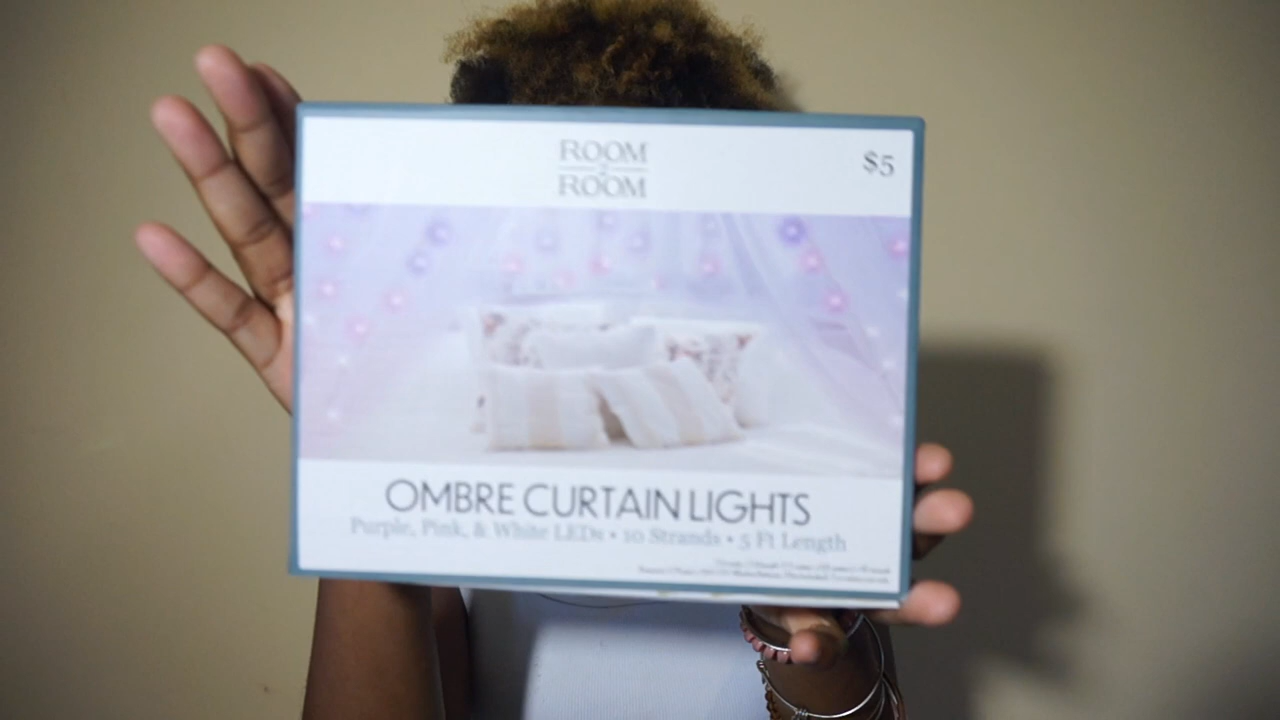 ROOM
ROOM
$5
OMBRE CURTAIN LIGHTS
Purple, Pink, & White LEDs • 10 Strands • 5 Ft Length